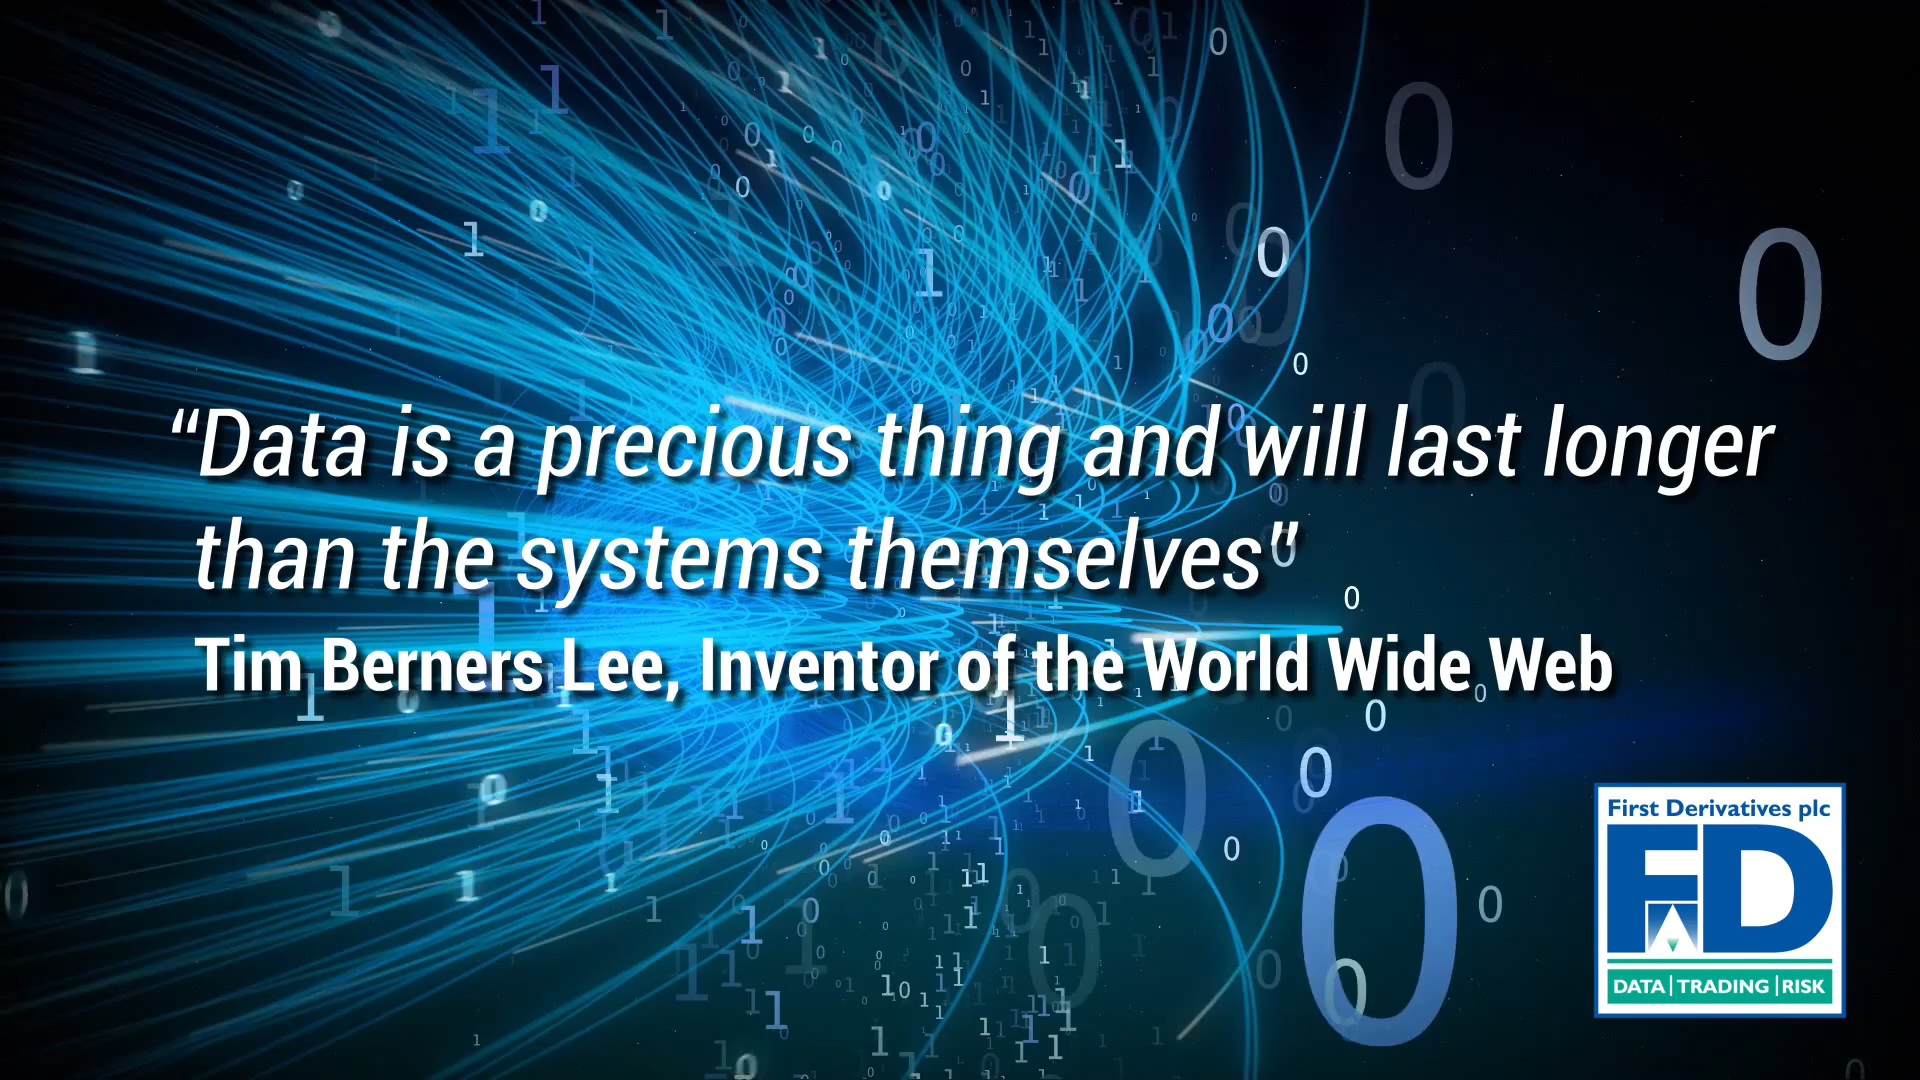 “Data is a precious thing and will last longer
than the systems themselves”
Tim Berners Lee, Inventor of the World Wide Web
First Derivatives plc
FD
DATA | TRADING | RISK